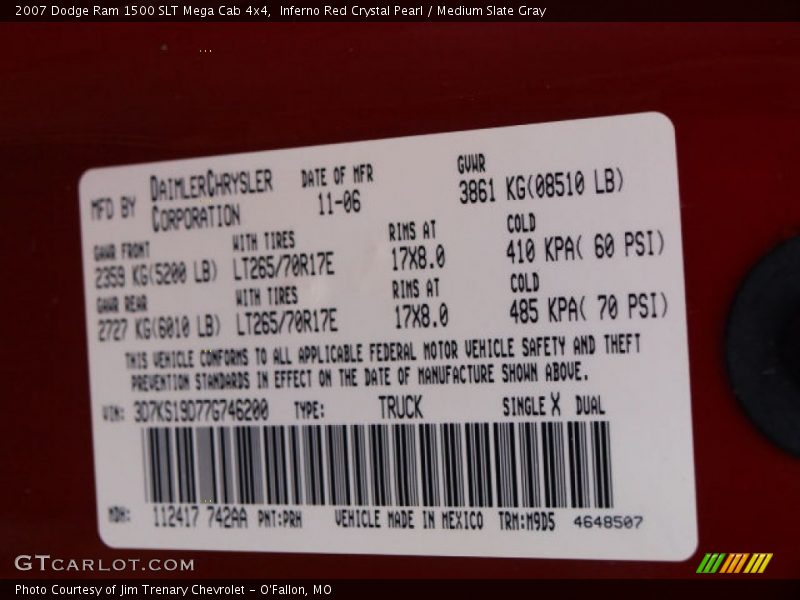 2007 Dodge Ram 1500 SLT Mega Cab 4x4,  Inferno Red Crystal Pearl / Medium Slate Gray
MFD BY DAIMLERCHRYSLER CORPORATION
DATE OF MFR 11-06
GVWR 3861 KG(08510 LB)
GAWR FRONT WITH TIRES RIMS AT COLD
2359 KG(5200 LB) LT265/70R17E 17X8.0 410 KPA( 60 PSI)
GAWR REAR WITH TIRES RIMS AT COLD
2727 KG(6010 LB) LT265/70R17E 17X8.0 485 KPA( 70 PSI)
THIS VEHICLE CONFORMS TO ALL APPLICABLE FEDERAL MOTOR VEHICLE SAFETY AND THEFT
PREVENTION STANDARDS IN EFFECT ON THE DATE OF MANUFACTURE SHOWN ABOVE.
VIN: 3D7KS19D77G746200 TYPE: TRUCK SINGLE X DUAL
MDH: 112417 742AA PNT:PRH VEHICLE MADE IN MEXICO TRM:M9D5 4648507
GTCARLOT.COM
Photo Courtesy of Jim Trenary Chevrolet - O'Fallon, MO